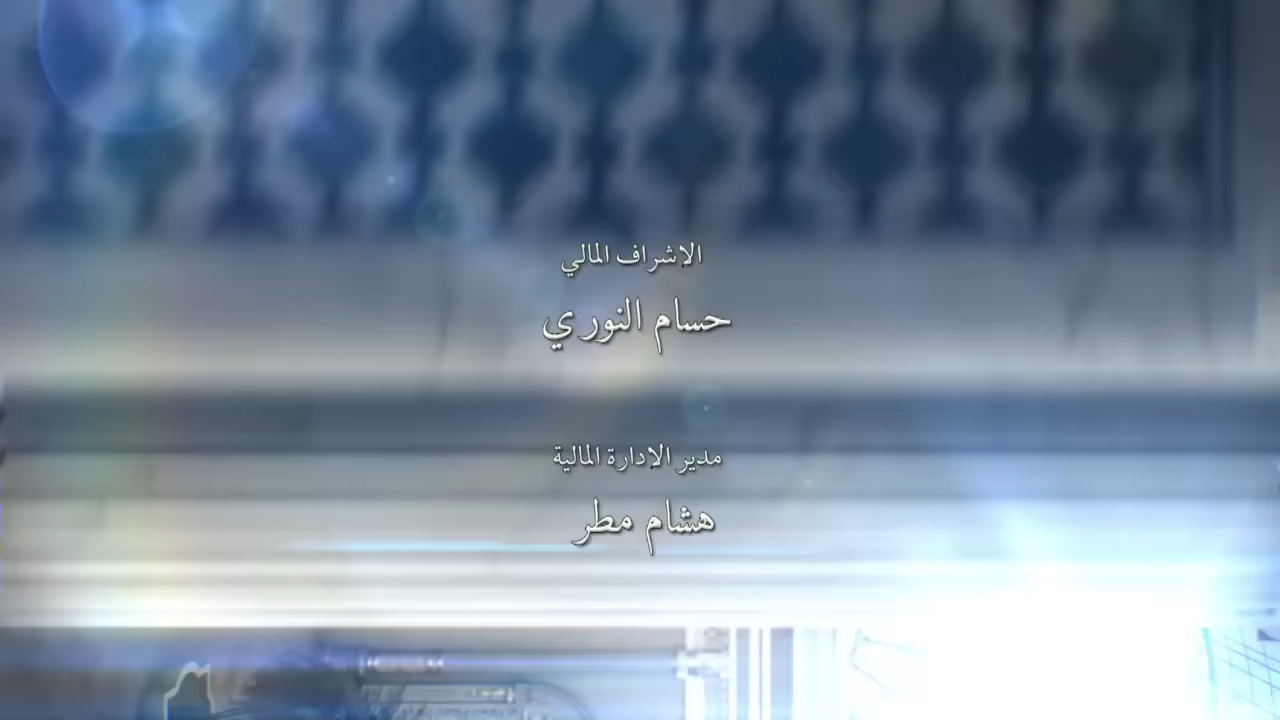 الاشراف المالي
حسام النوري
مدير الادارة المالية
هشام مطر